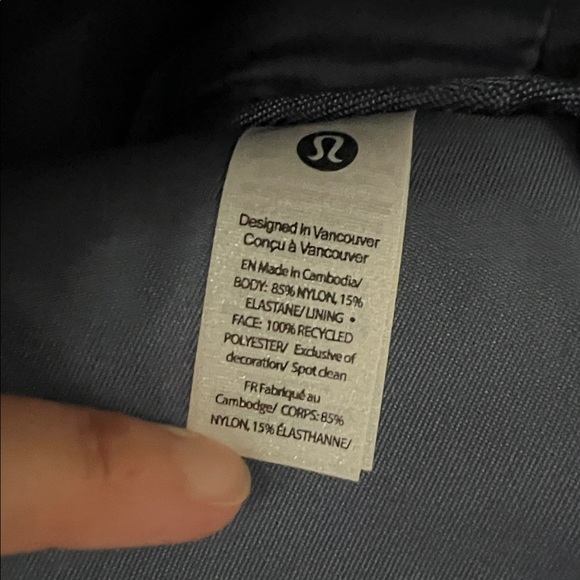 Designed in Vancouver
Conçu à Vancouver
EN Made in Cambodia/
BODY: 85% NYLON, 15%
ELASTANE/ LINING •
FACE: 100% RECYCLED
POLYESTER/ Exclusive of
decoration/ Spot clean
FR Fabriqué au
Cambodge/ CORPS: 85%
NYLON, 15% ÉLASTHANNE/